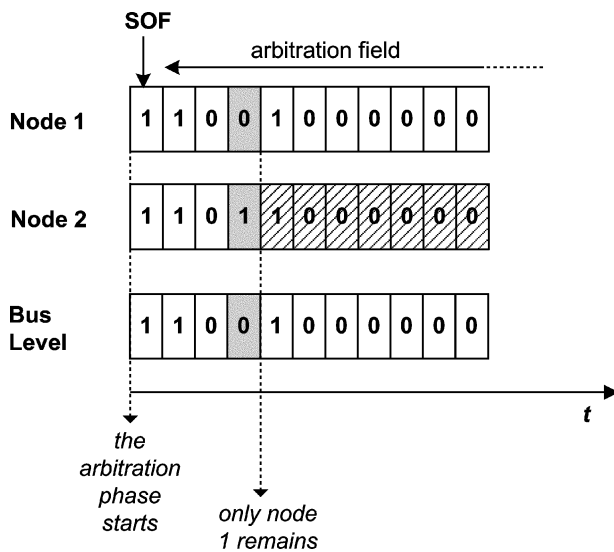 SOF
arbitration field
Node 1 1 1 0 0 1 0 0 0 0 0 0
Node 2 1 1 0 1 1 0 0 0 0 0 0
Bus
Level 1 1 0 0 1 0 0 0 0 0 0
t
the
arbitration
phase
starts
only node
1 remains